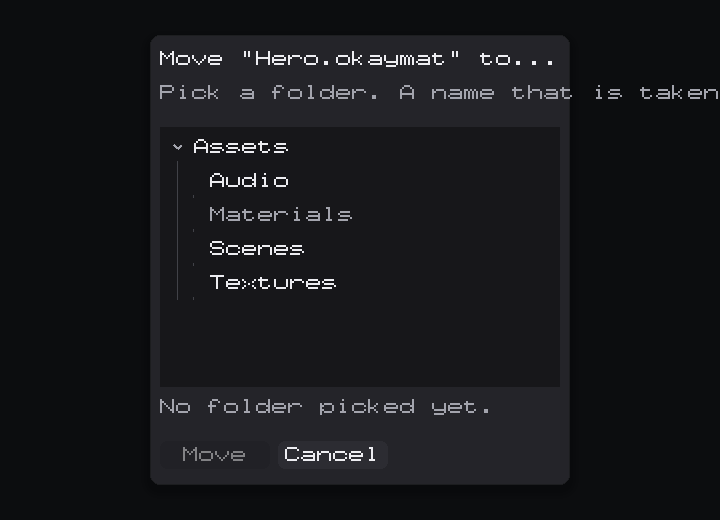 Move "Hero.okaymat" to...
Pick a folder. A name that is taken
Assets
Audio
Materials
Scenes
Textures
No folder picked yet.
Move Cancel